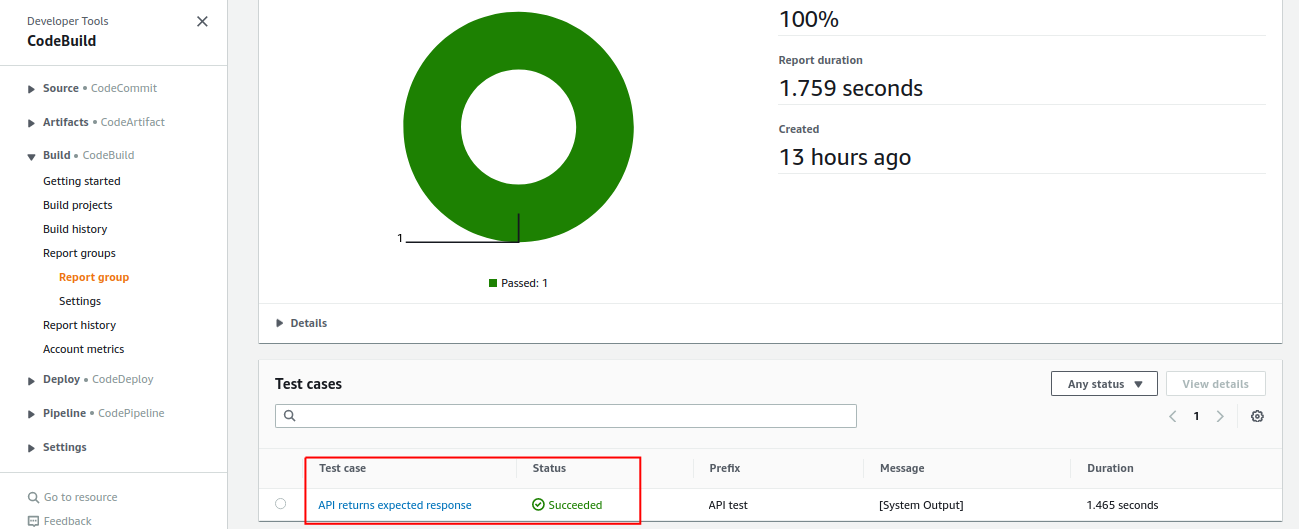 Developer Tools
CodeBuild
Source • CodeCommit
Artifacts • CodeArtifact
Build • CodeBuild
Getting started
Build projects
Build history
Report groups
Report group
Settings
Report history
Account metrics
Deploy • CodeDeploy
Pipeline • CodePipeline
Settings
Go to resource
Feedback
100%
Report duration
1.759 seconds
Created
13 hours ago
1
Passed: 1
Details
Test cases
Any status
View details
1
Test case Status Prefix Message Duration
API returns expected response Succeeded API test [System Output] 1.465 seconds